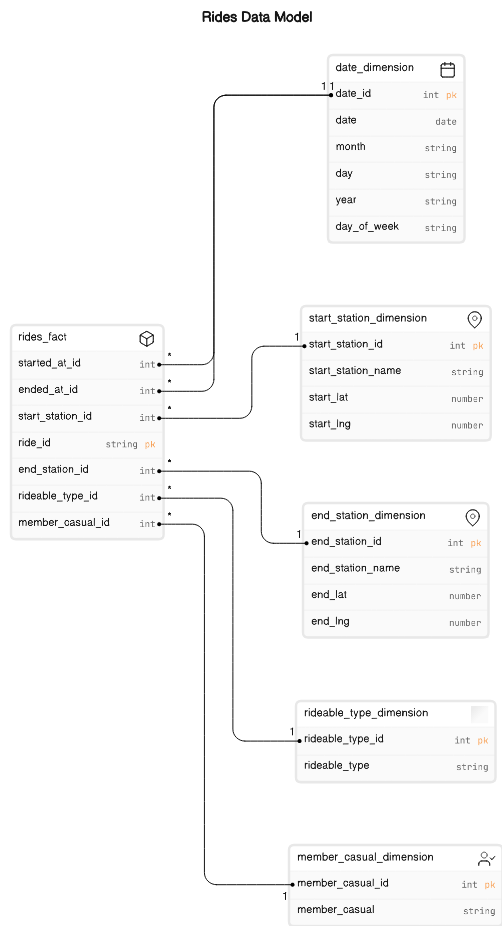 Rides Data Model
date_dimension
date_id int pk
date date
month string
day string
year string
day_of_week string
1 1
rides_fact
started_at_id int *
ended_at_id int *
start_station_id int *
ride_id string pk
end_station_id int *
rideable_type_id int *
member_casual_id int *
start_station_dimension
1
start_station_id int pk
start_station_name string
start_lat number
start_lng number
end_station_dimension
1
end_station_id int pk
end_station_name string
end_lat number
end_lng number
rideable_type_dimension
1
rideable_type_id int pk
rideable_type string
member_casual_dimension
member_casual_id int pk
1
member_casual string